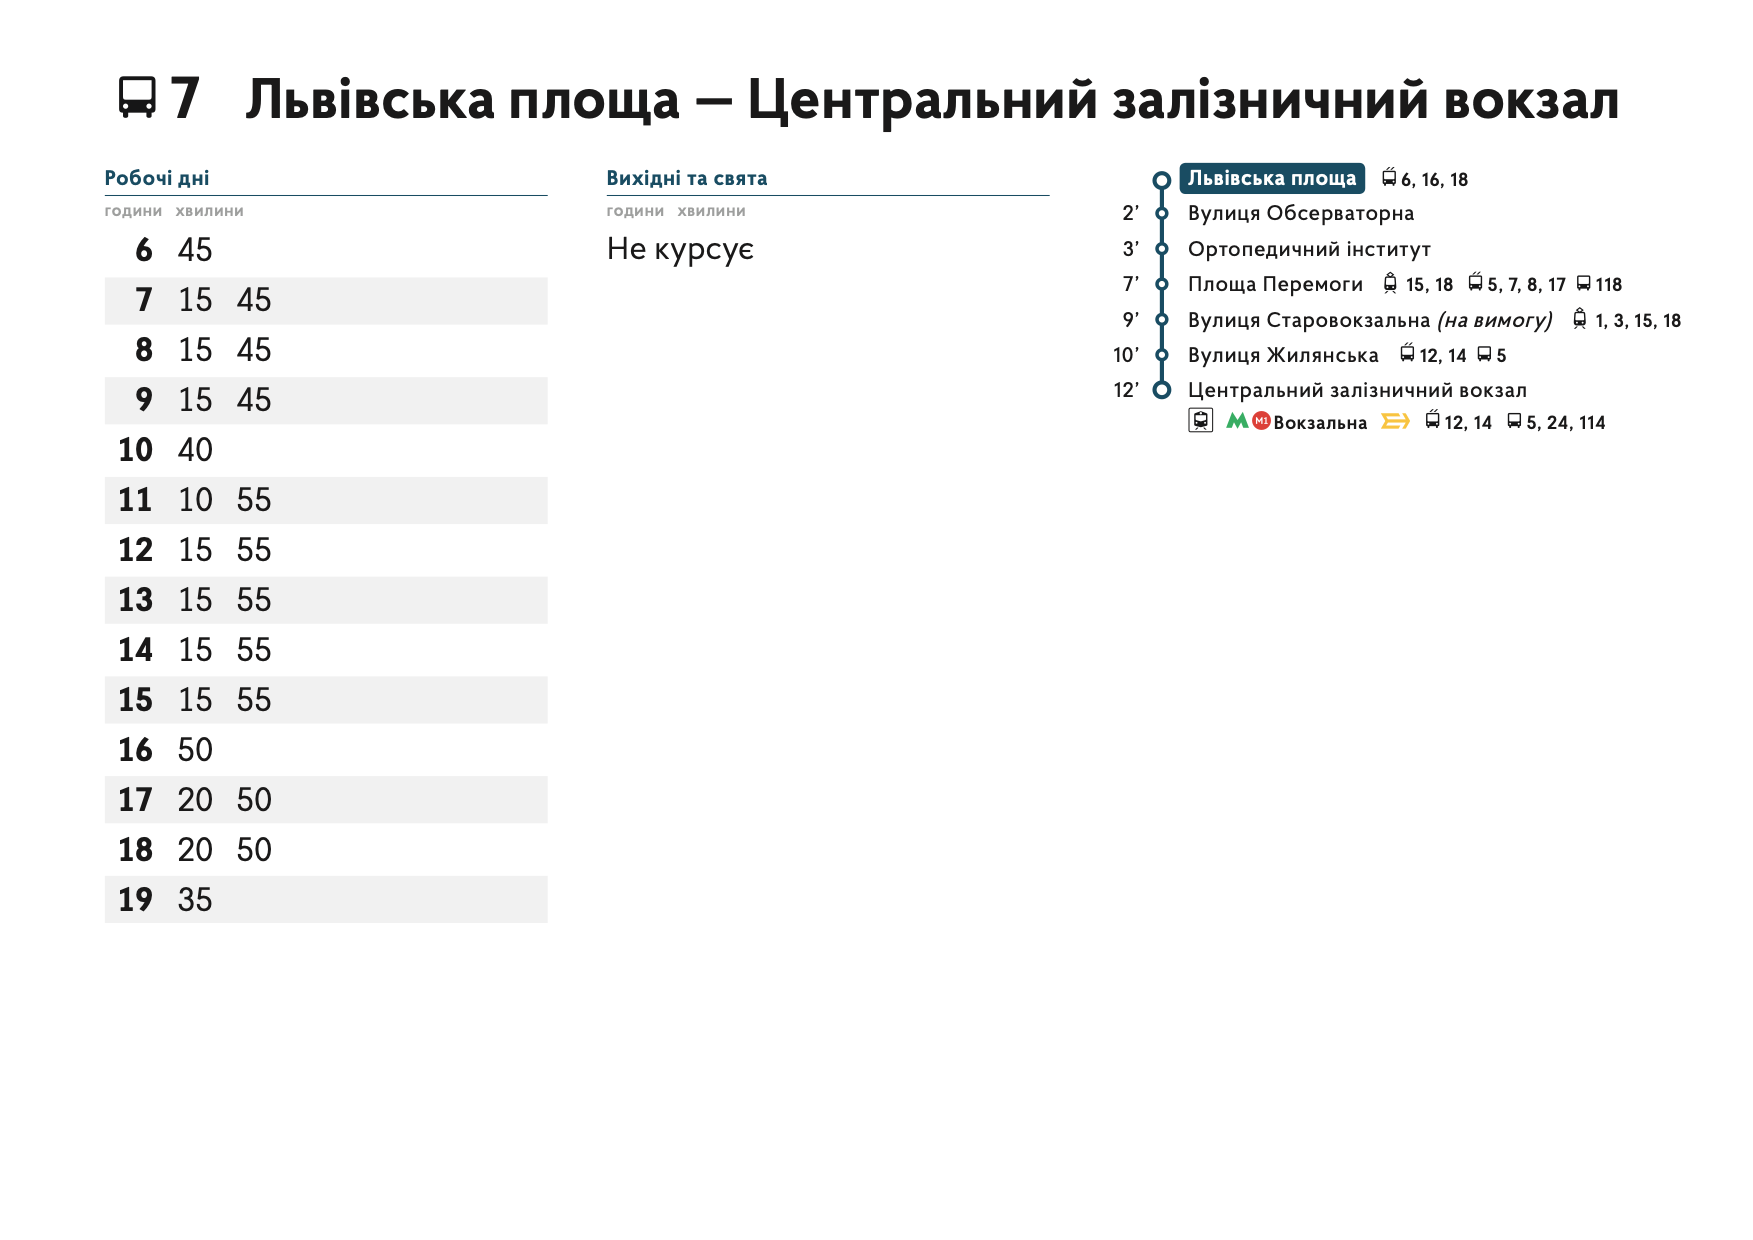 7 Львівська площа — Центральний залізничний вокзал
Робочі дні
години хвилини
6 45
7 15 45
8 15 45
9 15 45
10 40
11 10 55
12 15 55
13 15 55
14 15 55
15 15 55
16 50
17 20 50
18 20 50
19 35
Вихідні та свята
години хвилини
Не курсує
Львівська площа 6, 16, 18
2’ Вулиця Обсерваторна
3’ Ортопедичний інститут
7’ Площа Перемоги 15, 18 5, 7, 8, 17 118
9’ Вулиця Старовокзальна (на вимогу) 1, 3, 15, 18
10’ Вулиця Жилянська 12, 14 5
12’ Центральний залізничний вокзал
М1 Вокзальна 12, 14 5, 24, 114